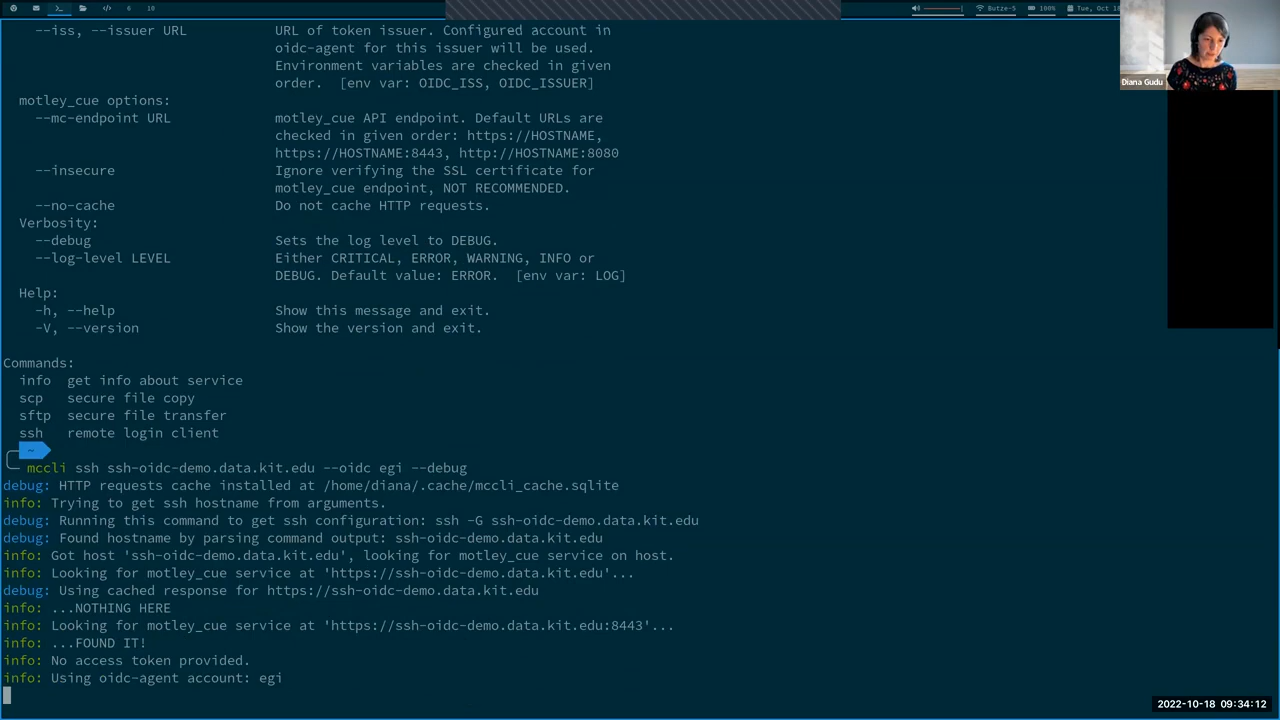 6
10
Butze-5
100%
Tue, Oct 1
--iss, --issuer URL URL of token issuer. Configured account in
oidc-agent for this issuer will be used.
Environment variables are checked in given
order. [env var: OIDC_ISS, OIDC_ISSUER]
motley_cue options:
--mc-endpoint URL motley_cue API endpoint. Default URLs are
checked in given order: https://HOSTNAME,
https://HOSTNAME:8443, http://HOSTNAME:8080
--insecure Ignore verifying the SSL certificate for
motley_cue endpoint, NOT RECOMMENDED.
--no-cache Do not cache HTTP requests.
Verbosity:
--debug Sets the log level to DEBUG.
--log-level LEVEL Either CRITICAL, ERROR, WARNING, INFO or
DEBUG. Default value: ERROR. [env var: LOG]
Help:
-h, --help Show this message and exit.
-V, --version Show the version and exit.
Commands:
info get info about service
scp secure file copy
sftp secure file transfer
ssh remote login client
~
mccli ssh ssh-oidc-demo.data.kit.edu --oidc egi --debug
debug: HTTP requests cache installed at /home/diana/.cache/mccli_cache.sqlite
info: Trying to get ssh hostname from arguments.
debug: Running this command to get ssh configuration: ssh -G ssh-oidc-demo.data.kit.edu
debug: Found hostname by parsing command output: ssh-oidc-demo.data.kit.edu
info: Got host 'ssh-oidc-demo.data.kit.edu', looking for motley_cue service on host.
info: Looking for motley_cue service at 'https://ssh-oidc-demo.data.kit.edu'...
debug: Using cached response for https://ssh-oidc-demo.data.kit.edu
info: ...NOTHING HERE
info: Looking for motley_cue service at 'https://ssh-oidc-demo.data.kit.edu:8443'...
info: ...FOUND IT!
info: No access token provided.
info: Using oidc-agent account: egi
Diana Gudu
2022-10-18 09:34:12